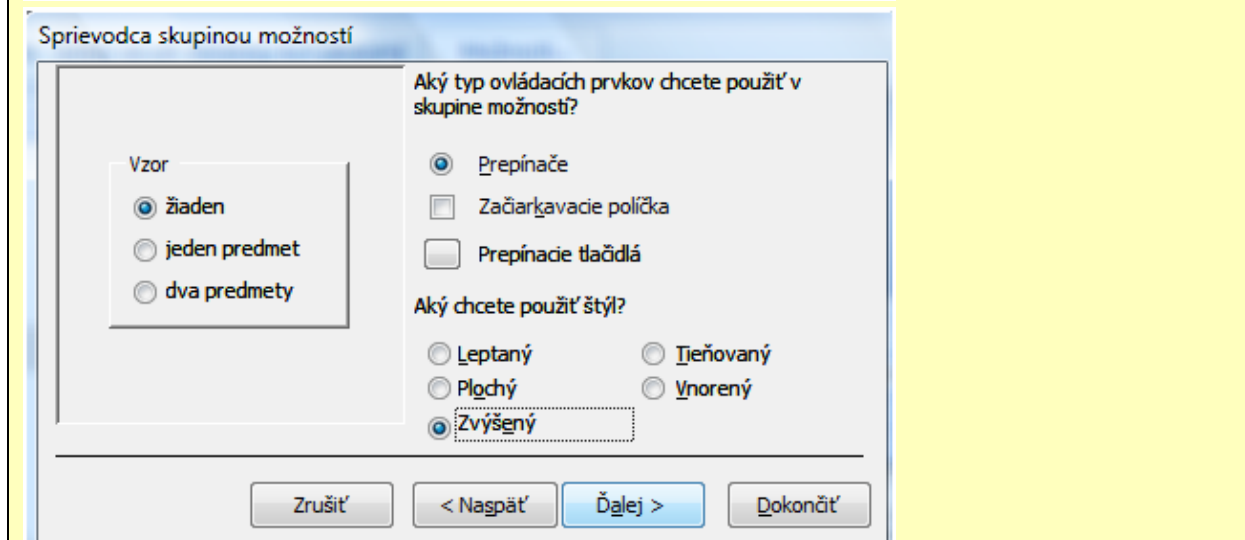 Sprievodca skupinou možností
Aký typ ovládacích prvkov chcete použiť v
skupine možností?
Vzor
žiaden
jeden predmet
dva predmety
Prepínače
Začiarkavacie políčka
Prepínacie tlačidlá
Aký chcete použiť štýl?
Leptaný
Tieňovaný
Plochý
Vnorený
Zvýšený
Zrušiť
< Naspäť
Ďalej >
Dokončiť